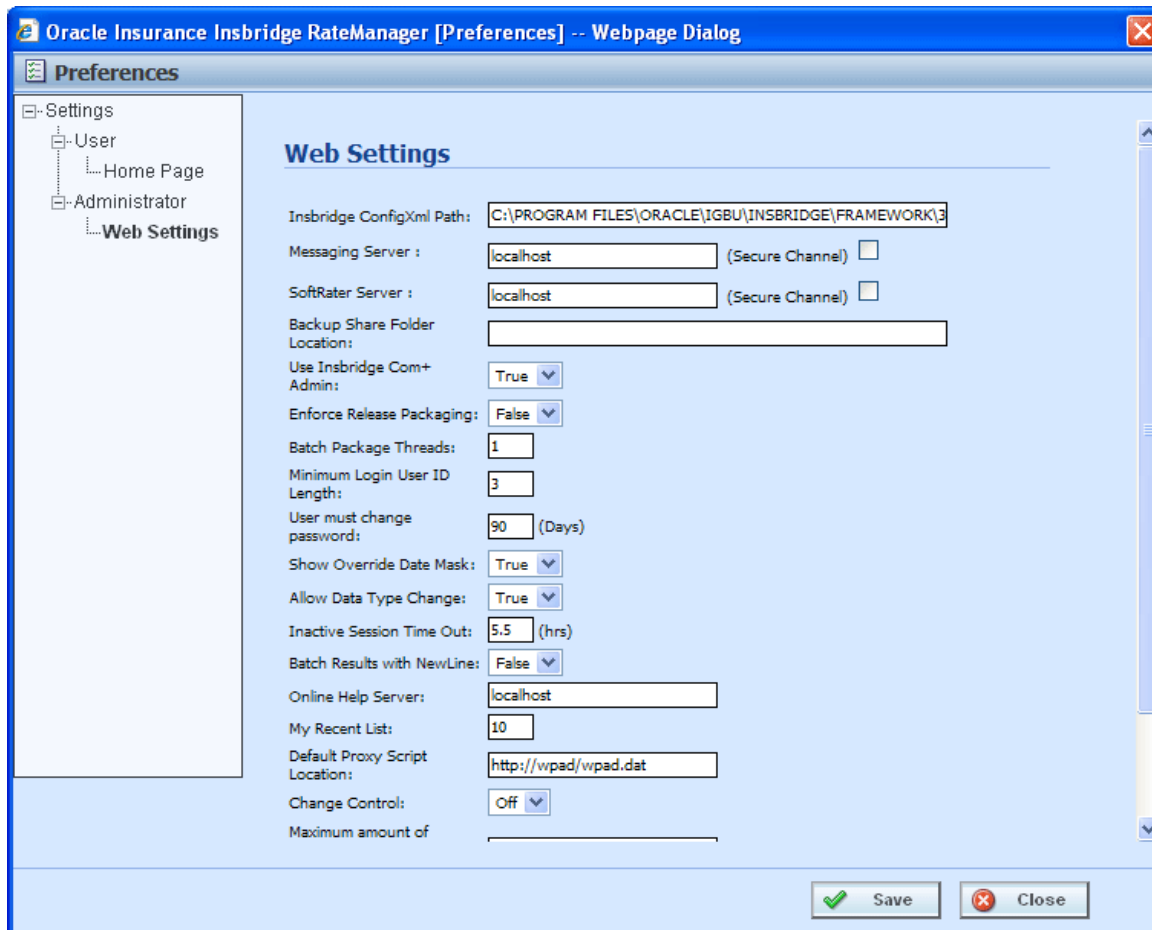 Oracle Insurance Insbridge RateManager [Preferences] -- Webpage Dialog
Preferences
Settings
User
Home Page
Administrator
Web Settings
Web Settings
Insbridge ConfigXml Path: C:\PROGRAM FILES\ORACLE\IGBU\INSBRIDGE\FRAMEWORK\3
Messaging Server : localhost (Secure Channel)
SoftRater Server : localhost (Secure Channel)
Backup Share Folder
Location:
Use Insbridge Com+
Admin: True
Enforce Release Packaging: False
Batch Package Threads: 1
Minimum Login User ID
Length: 3
User must change
password: 90 (Days)
Show Override Date Mask: True
Allow Data Type Change: True
Inactive Session Time Out: 5.5 (hrs)
Batch Results with NewLine: False
Online Help Server: localhost
My Recent List: 10
Default Proxy Script
Location: http://wpad/wpad.dat
Change Control: Off
Maximum amount of
Save Close